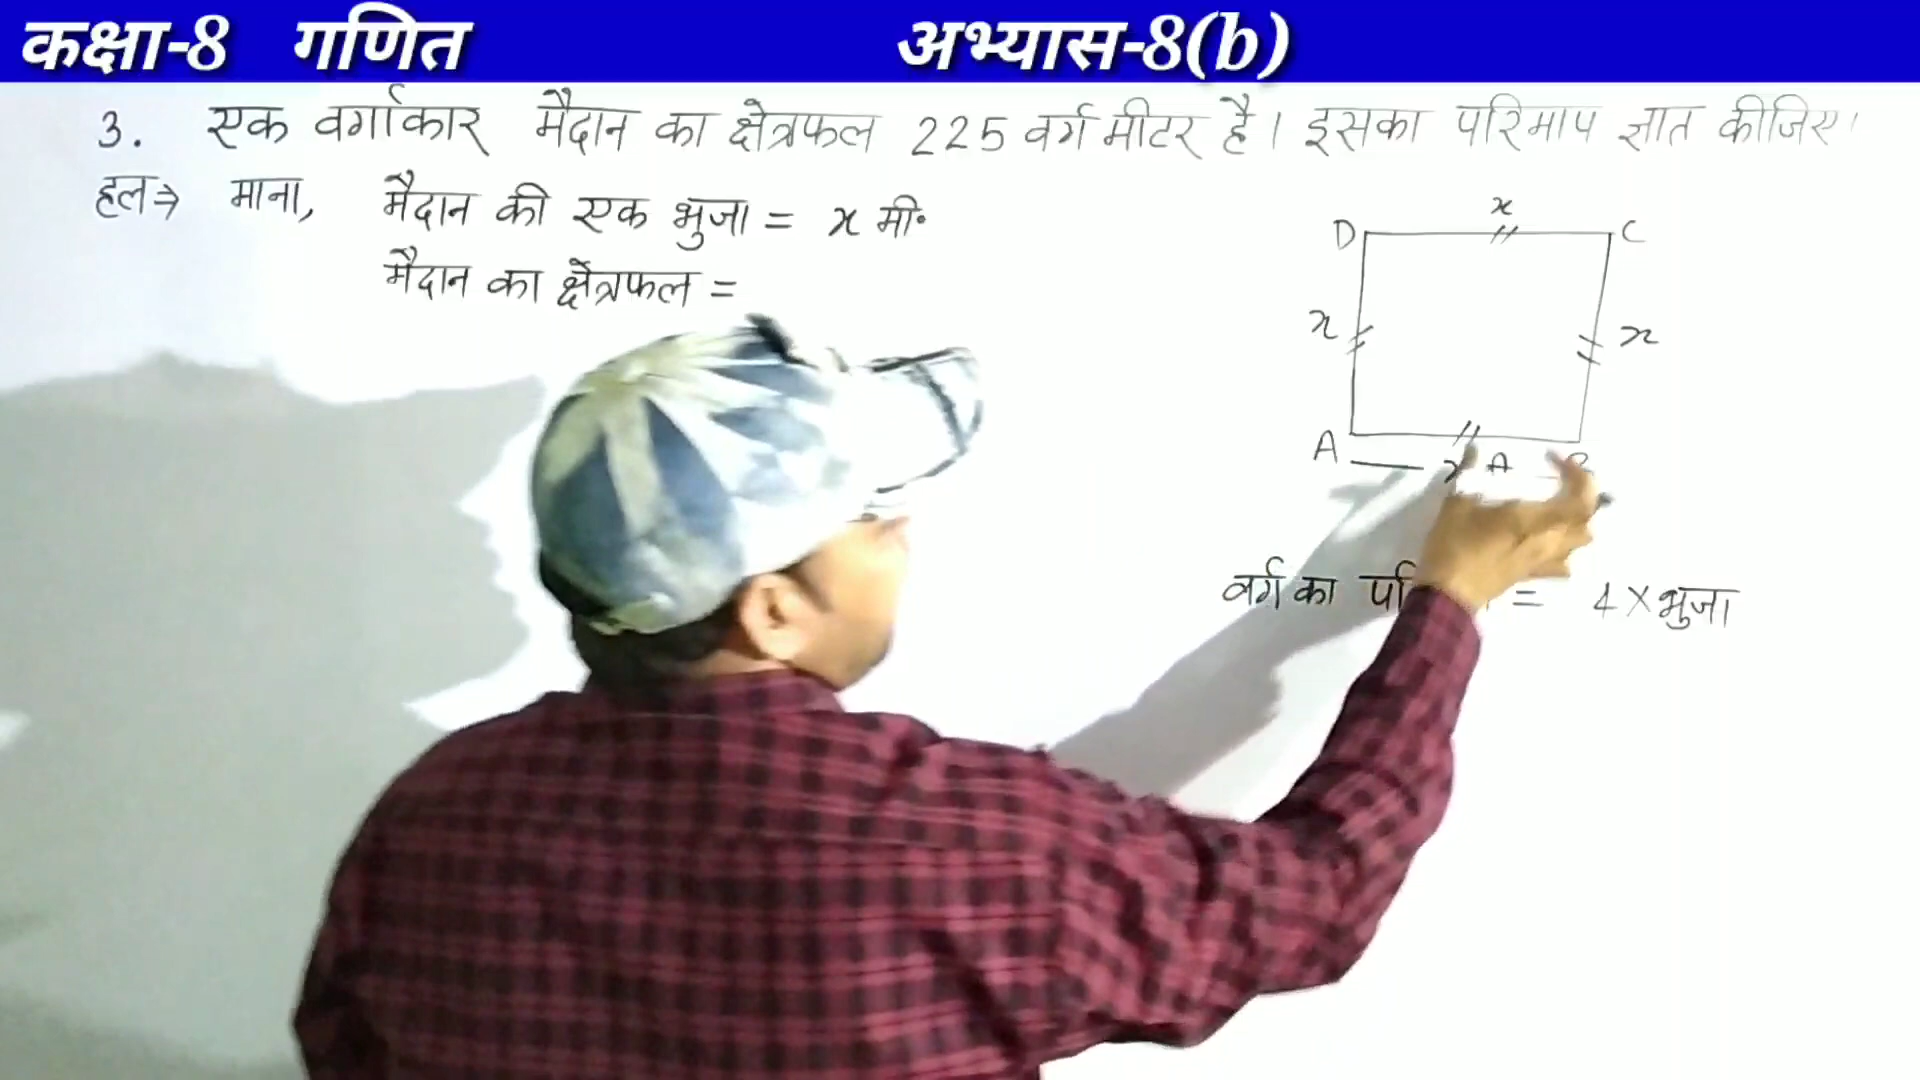 कक्षा-8 गणित अभ्यास-8(b)
3. एक वर्गाकार मैदान का क्षेत्रफल 225 वर्ग मीटर है। इसका परिमाप ज्ञात कीजिए।
हल⇒ माना, मैदान की एक भुजा = x मी॰
मैदान का क्षेत्रफल =
x
D C
x x
A
A
वर्ग का = 4 × भुजा